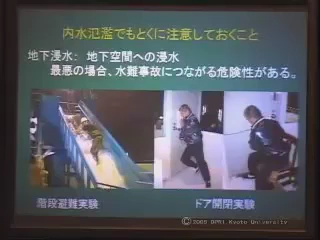 内水氾濫でもとくに注意しておくこと
地下浸水: 地下空間への浸水
最悪の場合、水難事故につながる危険性がある。
階段避難実験
ドア開閉実験
©2009 DPRI Kyoto University